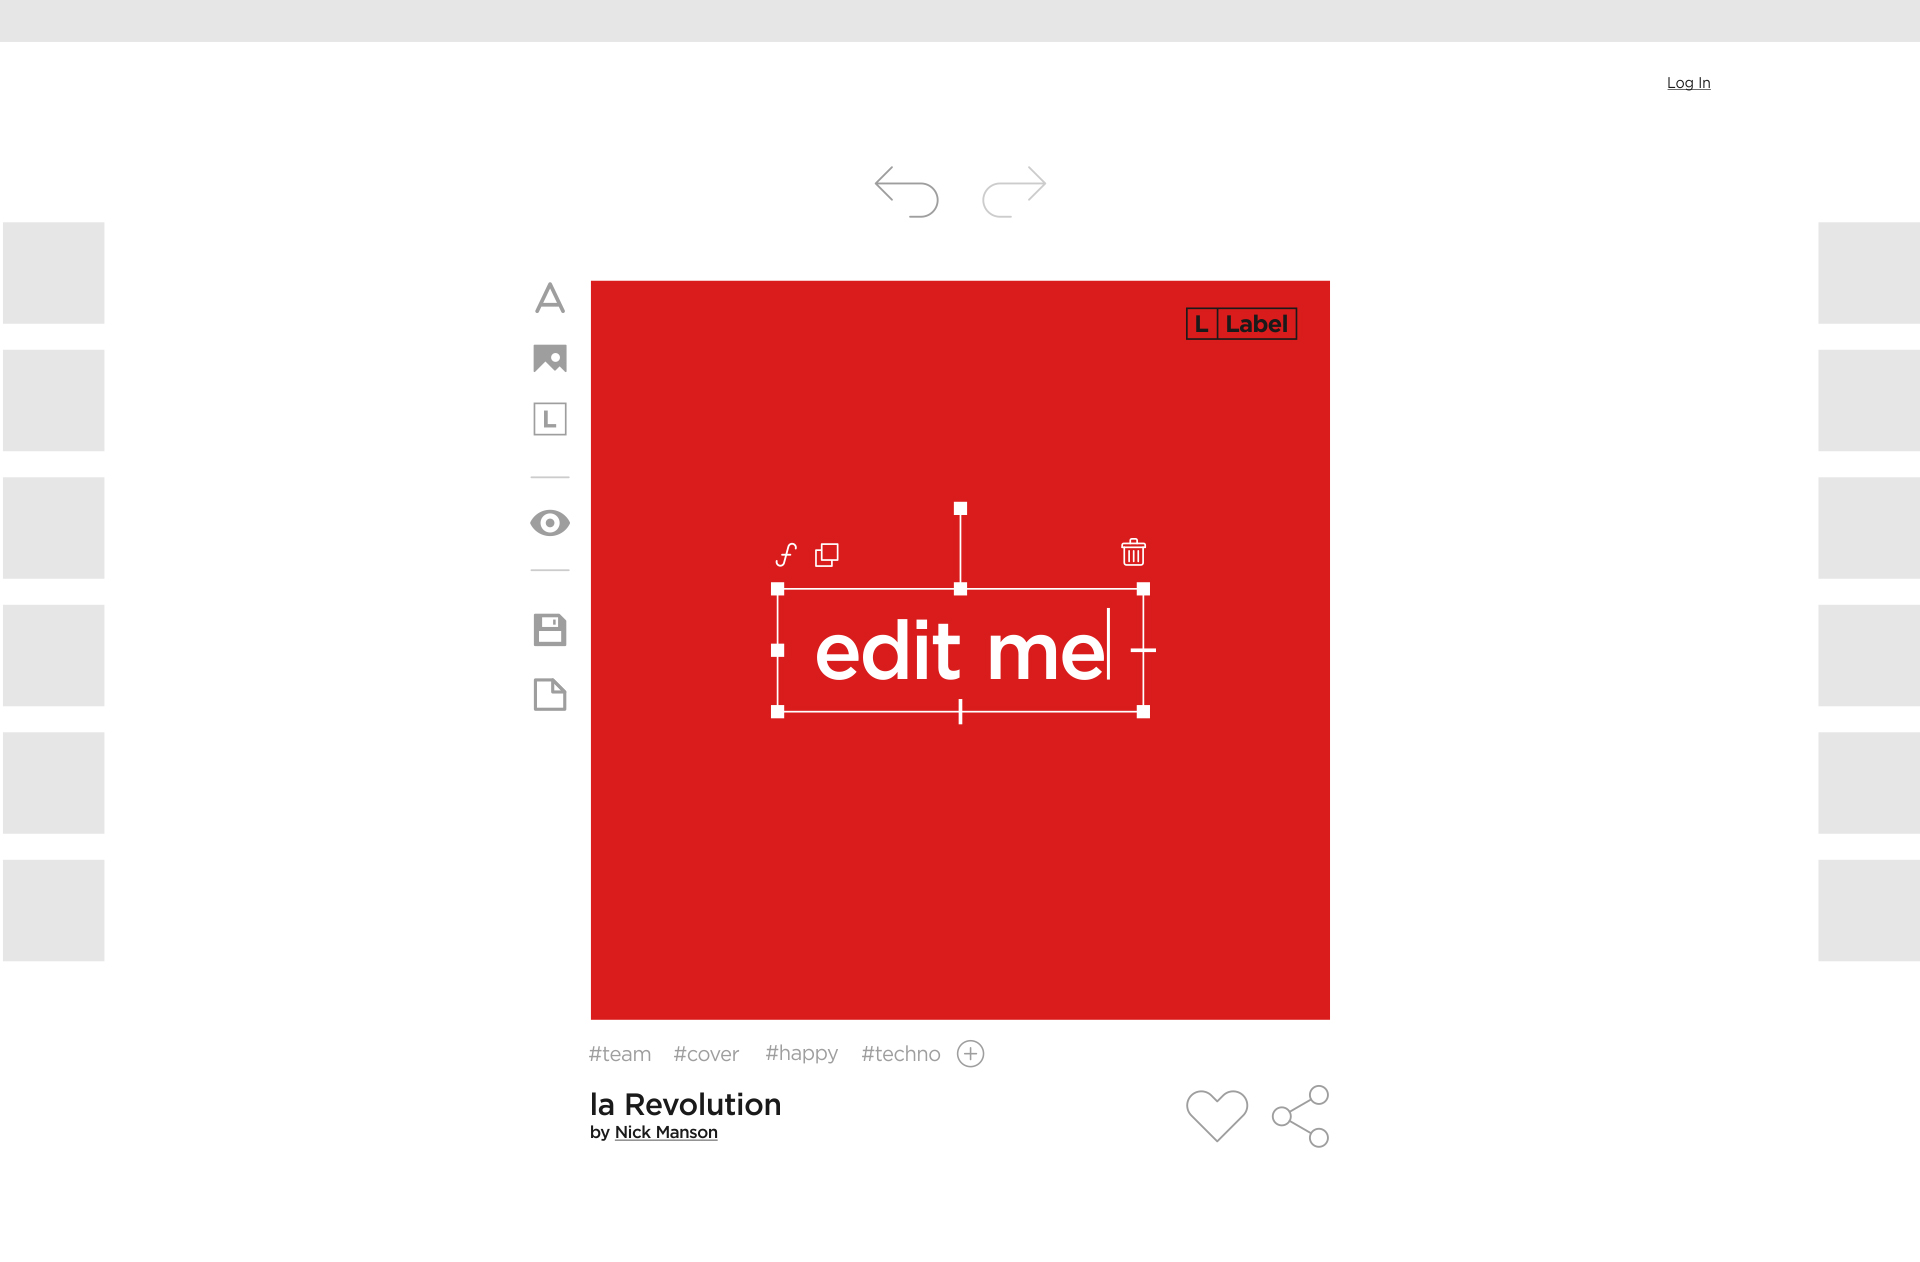 Log In
L Label
A
L
edit me
#team #cover #happy #techno
la Revolution
by Nick Manson